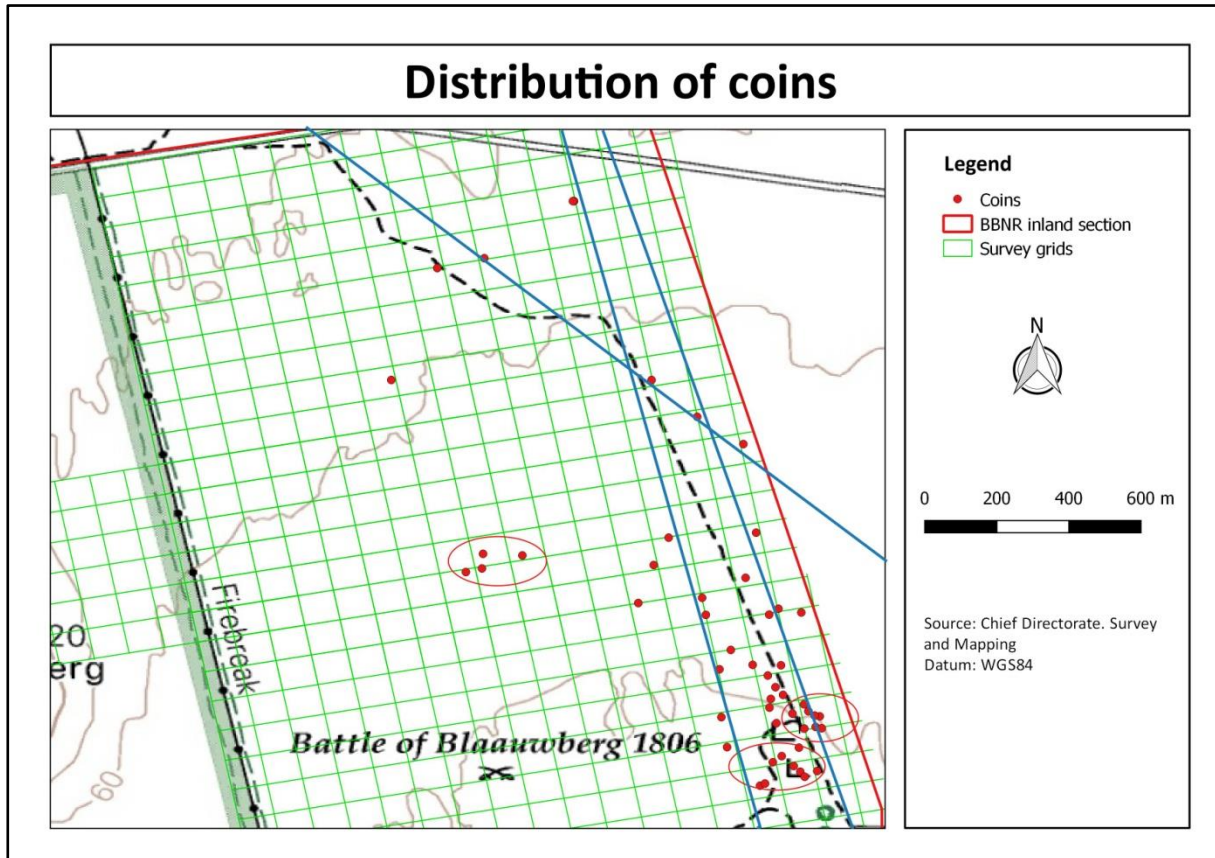 Distribution of coins
Firebreak
20
erg
Battle of Blaauwberg 1806
60
Legend
Coins
BBNR inland section
Survey grids
N
0 200 400 600 m
Source: Chief Directorate. Survey
and Mapping
Datum: WGS84